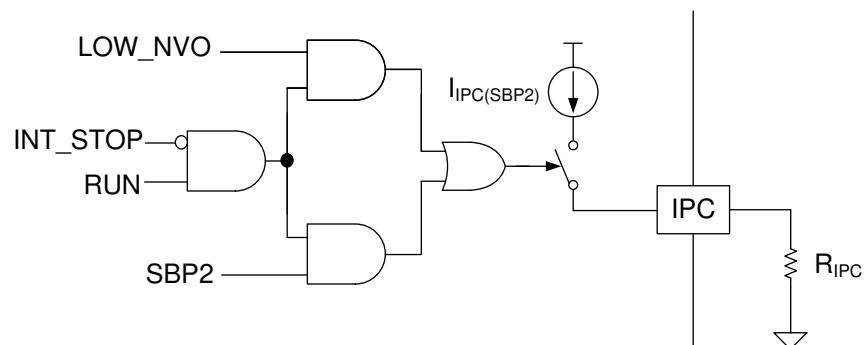 LOW_NVO
I_IPC(SBP2)
INT_STOP
RUN
IPC
SBP2
R_IPC